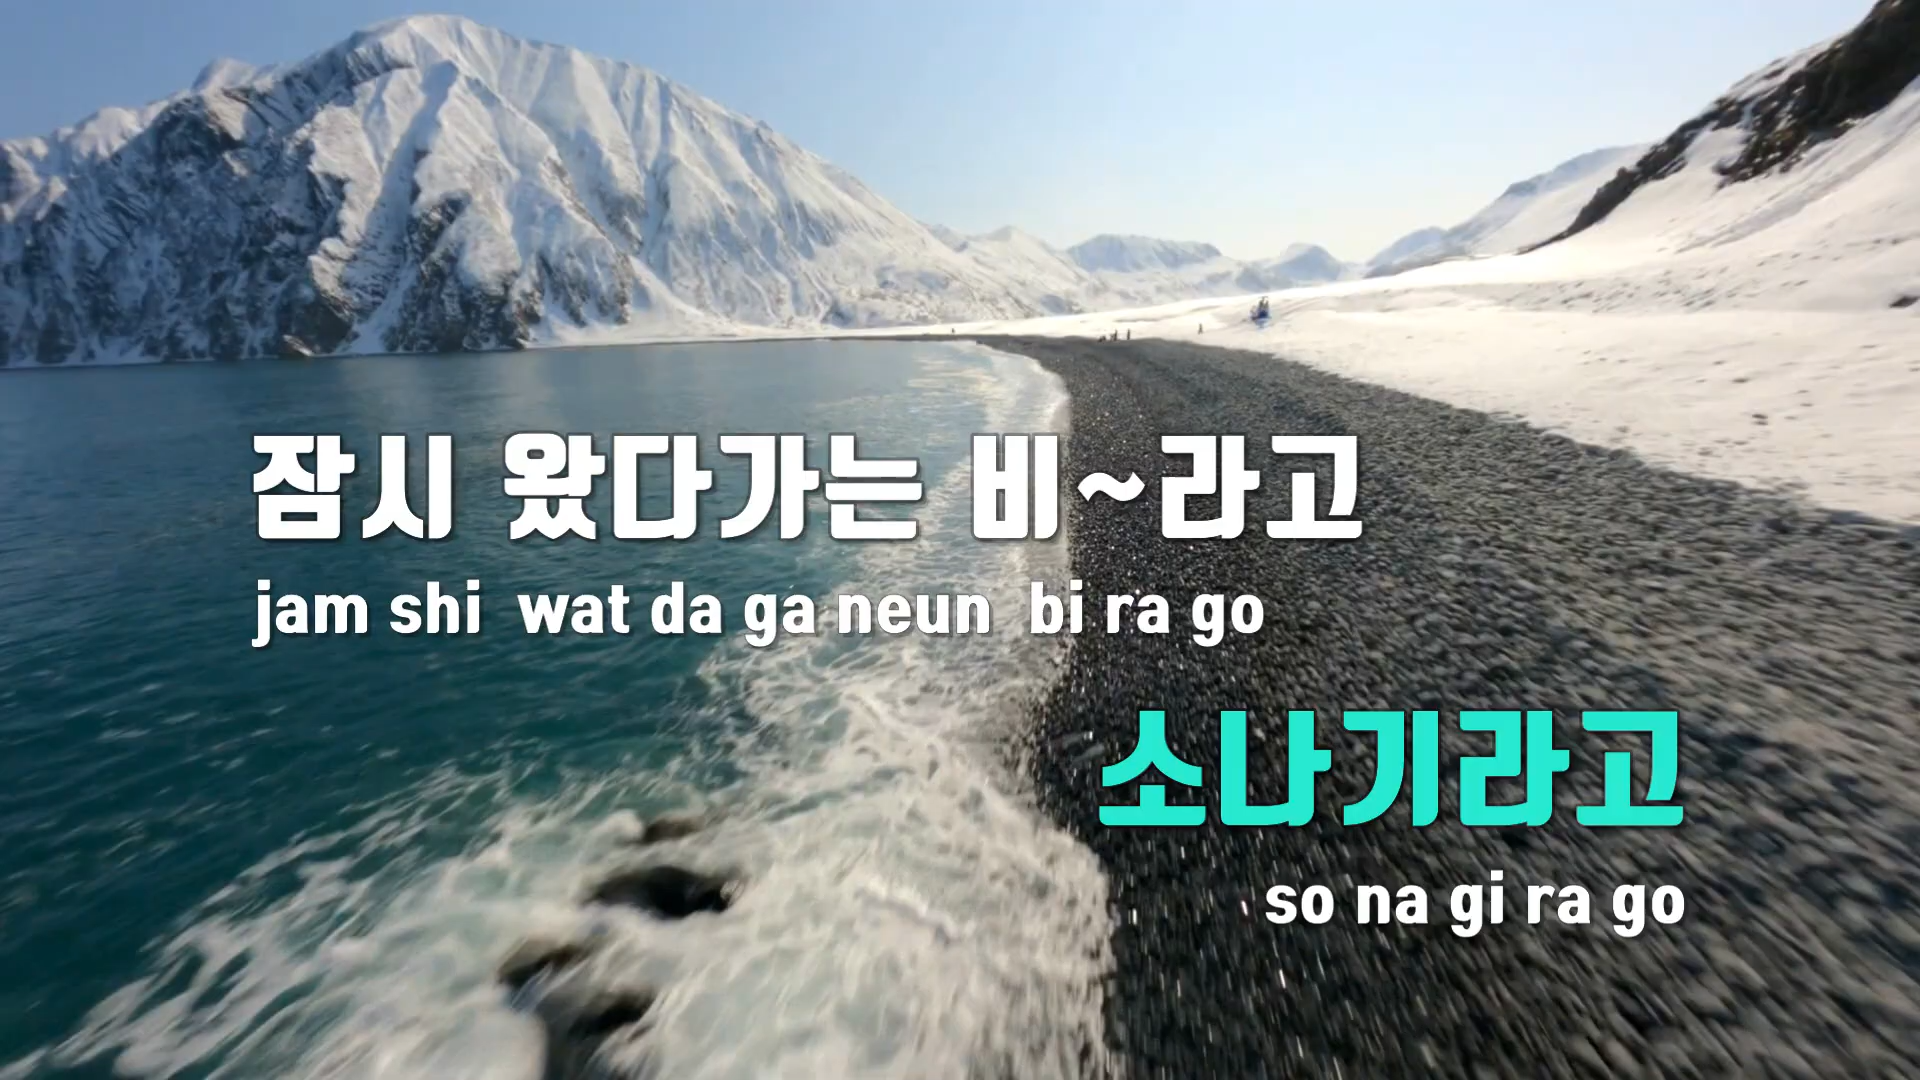 잠시 왔다가는 비~라고
jam shi wat da ga neun bi ra go
소나기라고
so na gi ra go